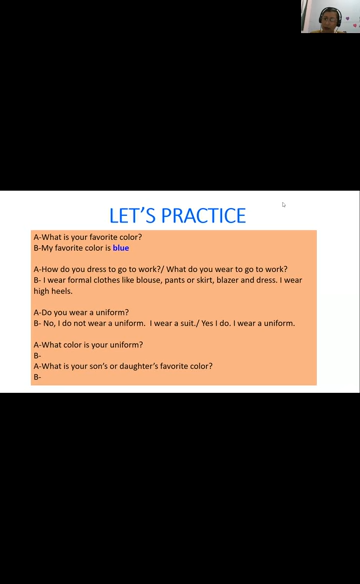 LET'S PRACTICE
A-What is your favorite color?
B-My favorite color is blue
A-How do you dress to go to work?/ What do you wear to go to work?
B- I wear formal clothes like blouse, pants or skirt, blazer and dress. I wear
high heels.
A-Do you wear a uniform?
B- No, I do not wear a uniform.  I wear a suit./ Yes I do. I wear a uniform.
A-What color is your uniform?
B-
A-What is your son's or daughter's favorite color?
B-